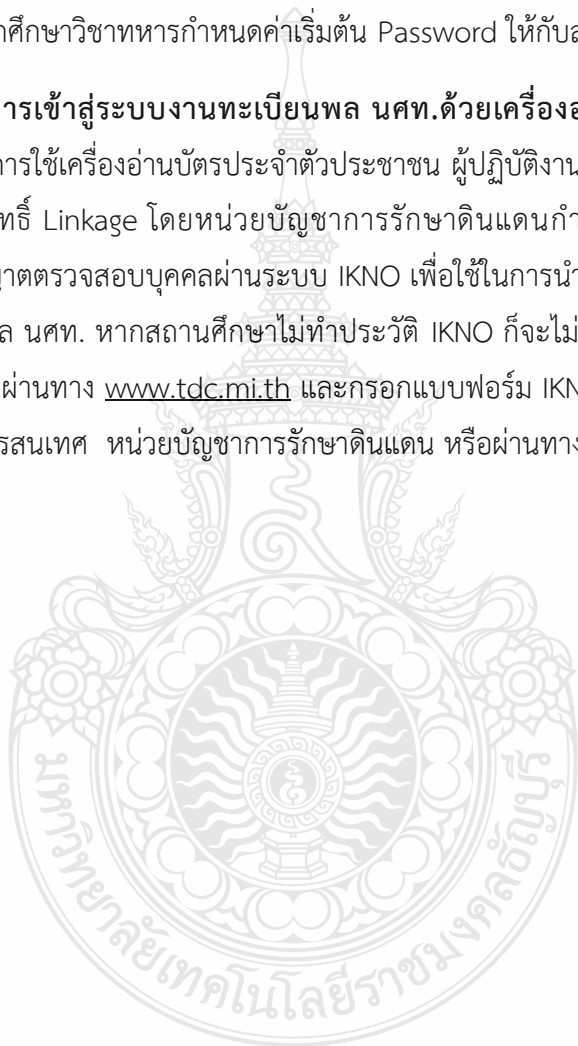 าศึกษาวิชาทหารกำหนดค่าเริ่มต้น Password ให้กับส
ารเข้าสู่ระบบงานทะเบียนพล นศท.ด้วยเครื่องอ
การใช้เครื่องอ่านบัตรประจำตัวประชาชน ผู้ปฏิบัติงาน
ทธิ์ Linkage โดยหน่วยบัญชาการรักษาดินแดนกำ
ญาตตรวจสอบบุคคลผ่านระบบ IKNO เพื่อใช้ในการนำ
ล นศท. หากสถานศึกษาไม่ทำประวัติ IKNO ก็จะไม่
ผ่านทาง www.tdc.mi.th และกรอกแบบฟอร์ม IKN
รสนเทศ หน่วยบัญชาการรักษาดินแดน หรือผ่านทาง
มหาวิทยาลัยเทคโนโลยีราชมงคลธัญบุรี